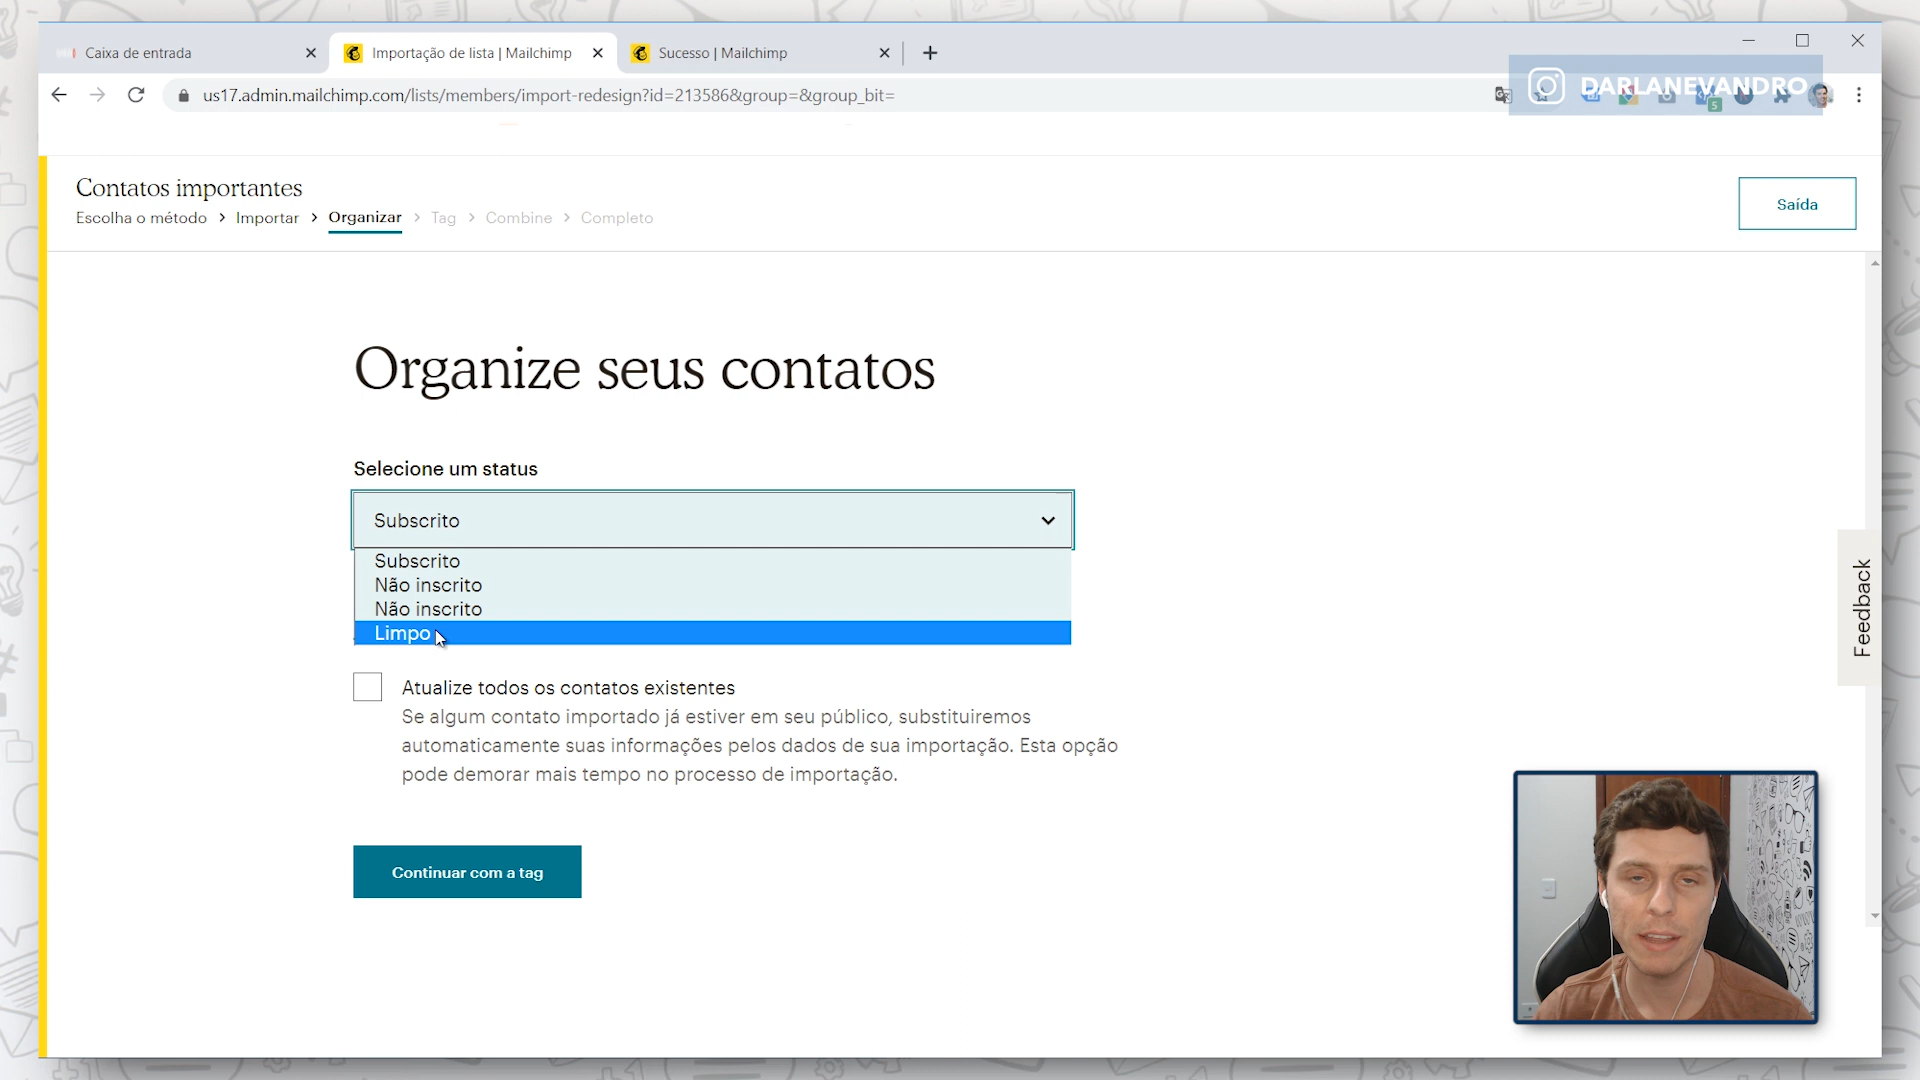 Caixa de entrada
Importação de lista | Mailchimp
Sucesso | Mailchimp
us17.admin.mailchimp.com/lists/members/import-redesign?id=213586&group=&group_bit=
DARLANEVANDRO
5
Contatos importantes
Escolha o método > Importar > Organizar > Tag > Combine > Completo
Saída
Organize seus contatos
Selecione um status
Subscrito
Subscrito
Não inscrito
Não inscrito
Limpo
Atualize todos os contatos existentes
Se algum contato importado já estiver em seu público, substituiremos
automaticamente suas informações pelos dados de sua importação. Esta opção
pode demorar mais tempo no processo de importação.
Continuar com a tag
Feedback